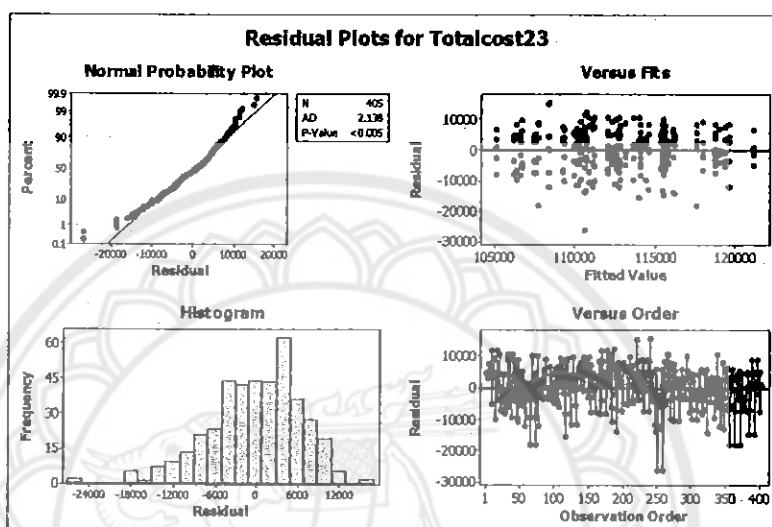 Residual Plots for Totalcost23
Normal Probability Plot
99.9
99
90
50
10
1
0.1
Percent
-20000 -10000 0 10000 20000
Residual
N 405
AD 2.138
P-Value <0.005
Versus Fits
10000
0
-10000
-20000
-30000
Residual
105000 110000 115000 120000
Fitted Value
Histogram
60
45
30
15
0
Frequency
-24000 -18000 -12000 -6000 0 6000 12000
Residual
Versus Order
10000
0
-10000
-20000
-30000
Residual
1 50 100 150 200 250 300 350 400
Observation Order